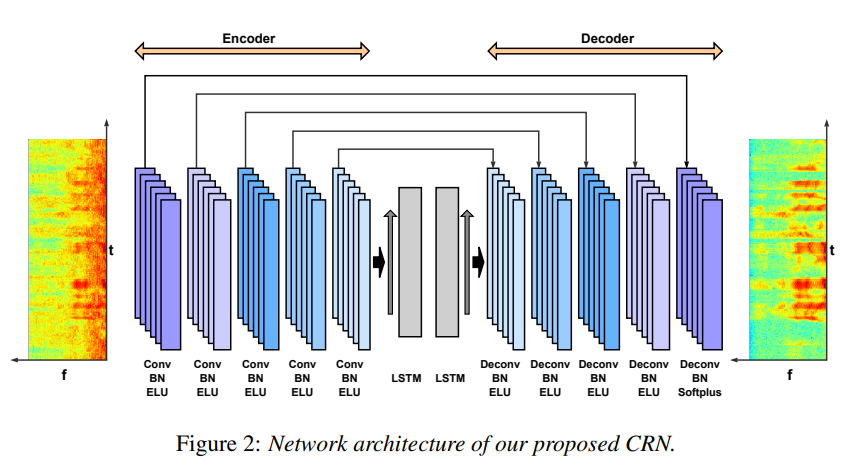 Encoder
Decoder
t
f
t
f
Conv
BN
ELU
Conv
BN
ELU
Conv
BN
ELU
Conv
BN
ELU
Conv
BN
ELU
LSTM
LSTM
Deconv
BN
ELU
Deconv
BN
ELU
Deconv
BN
ELU
Deconv
BN
ELU
Deconv
BN
Softplus
Figure 2: Network architecture of our proposed CRN.